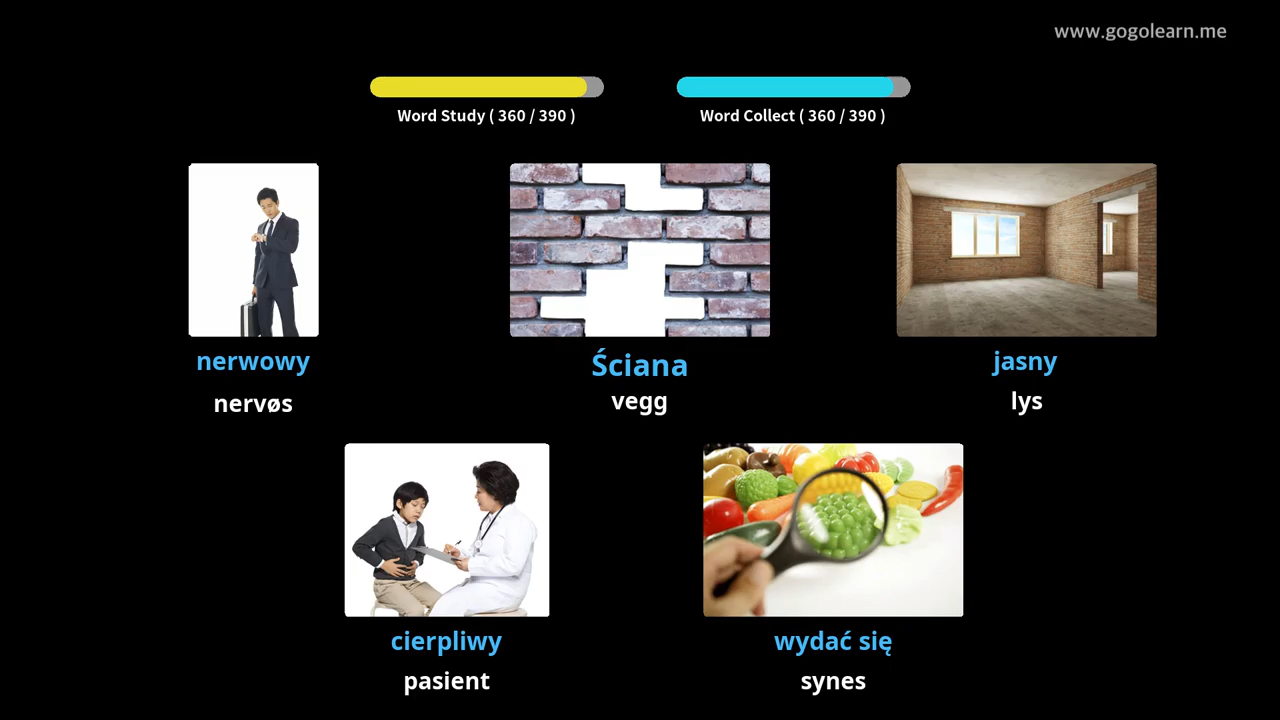 www.gogolearn.me
Word Study ( 360 / 390 )
Word Collect ( 360 / 390 )
nerwowy
nervøs
Ściana
vegg
jasny
lys
cierpliwy
pasient
wydać się
synes